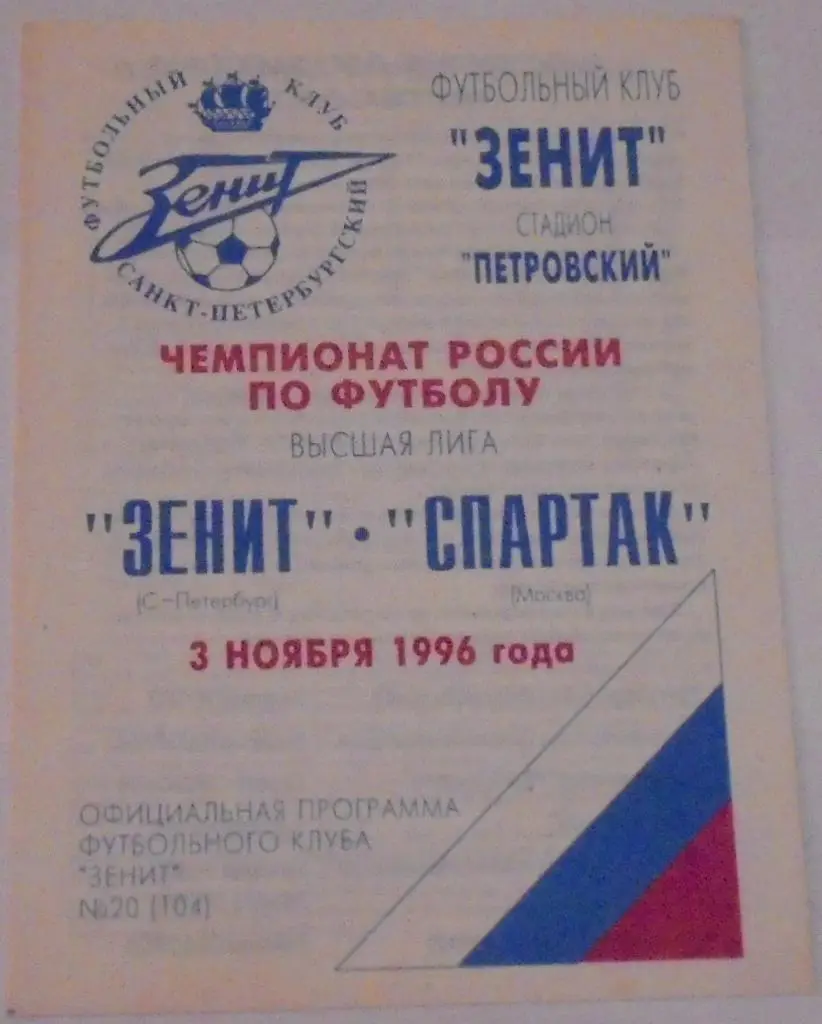 ФУТБОЛЬНЫЙ КЛУБ
Зенит
САНКТ-ПЕТЕРБУРГСКИЙ
ФУТБОЛЬНЫЙ КЛУБ
"ЗЕНИТ"
СТАДИОН
"ПЕТРОВСКИЙ"
ЧЕМПИОНАТ РОССИИ
ПО ФУТБОЛУ
ВЫСШАЯ ЛИГА
"ЗЕНИТ" · "СПАРТАК"
(С-Петербург) (Москва)
3 НОЯБРЯ 1996 года
ОФИЦИАЛЬНАЯ ПРОГРАММА
ФУТБОЛЬНОГО КЛУБА
"ЗЕНИТ"
№20 (104)